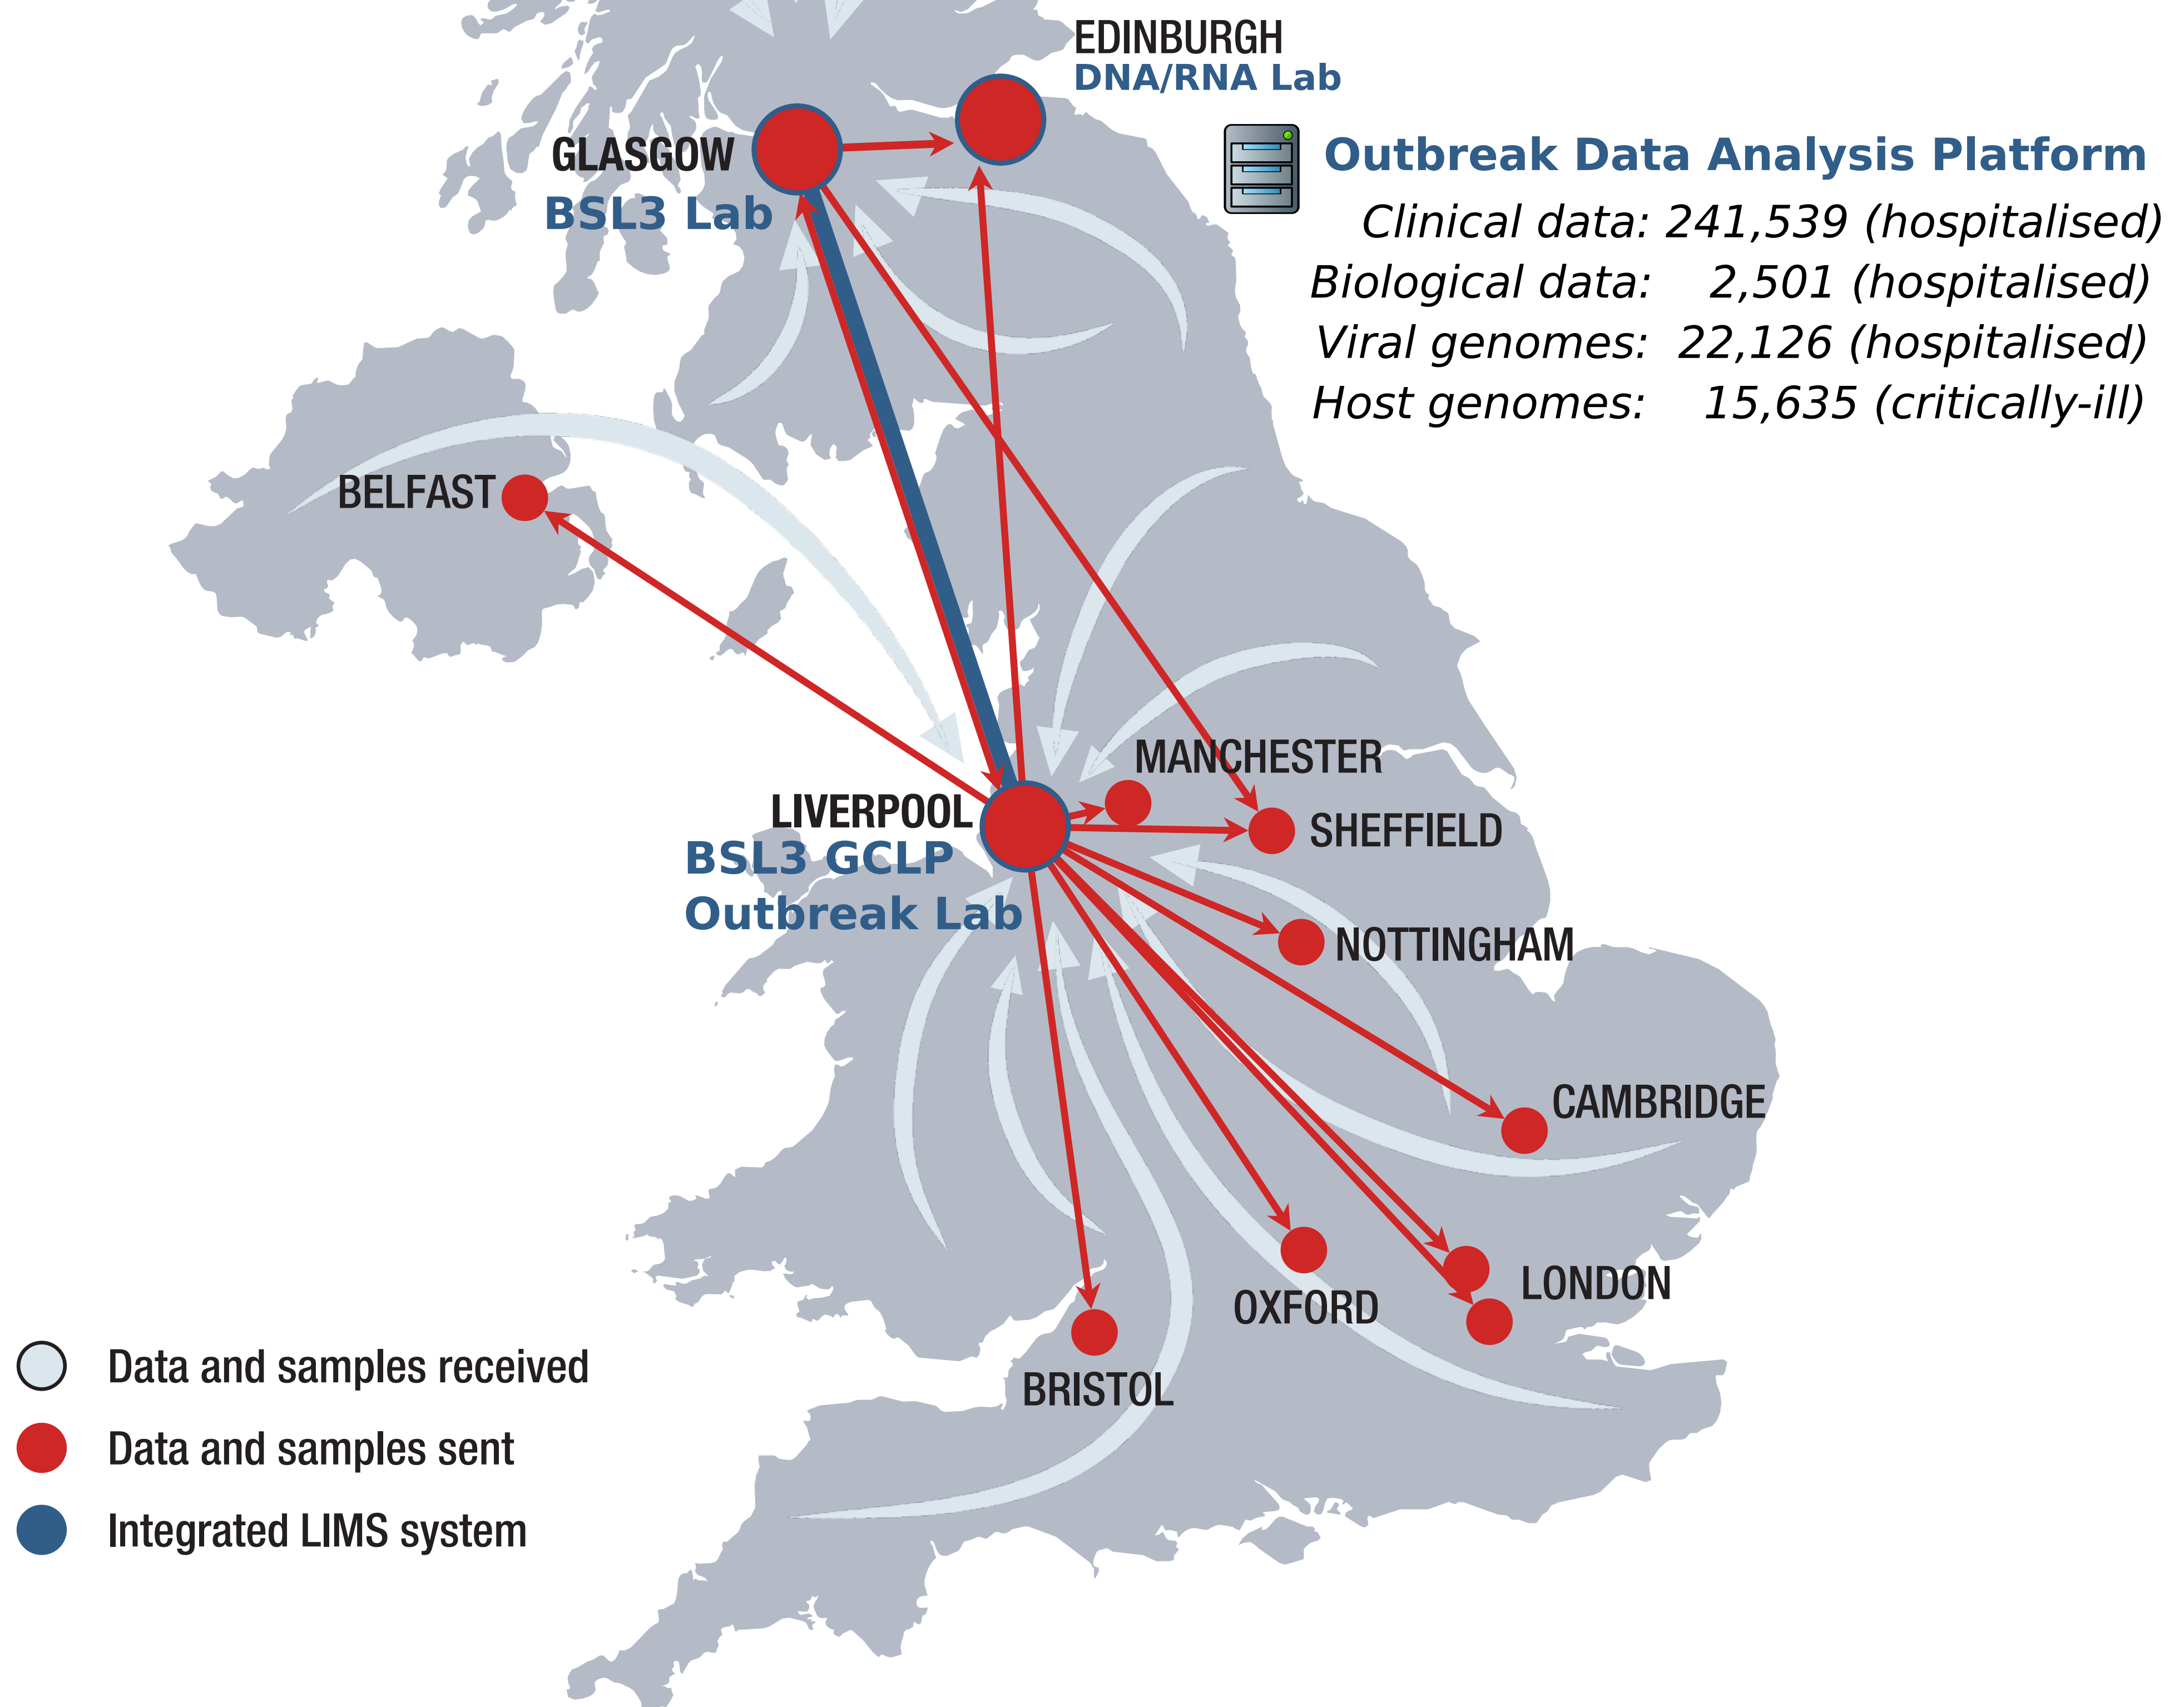 EDINBURGH
DNA/RNA Lab
GLASGOW
BSL3 Lab
Outbreak Data Analysis Platform
Clinical data: 241,539 (hospitalised)
Biological data: 2,501 (hospitalised)
Viral genomes: 22,126 (hospitalised)
Host genomes: 15,635 (critically-ill)
BELFAST
MANCHESTER
LIVERPOOL
BSL3 GCLP
Outbreak Lab
SHEFFIELD
NOTTINGHAM
CAMBRIDGE
LONDON
OXFORD
BRISTOL
Data and samples received
Data and samples sent
Integrated LIMS system